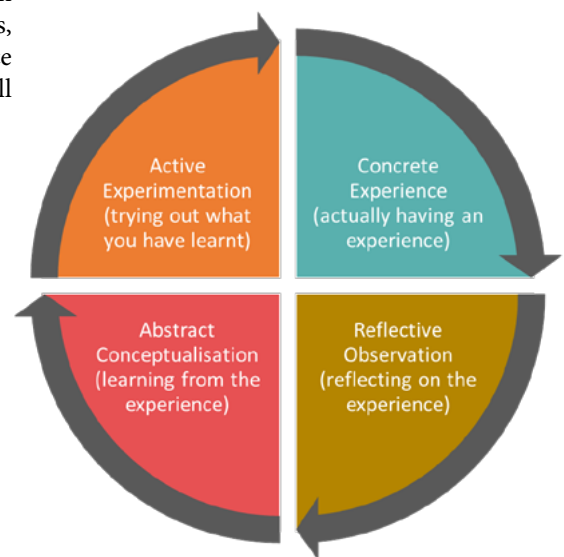 s,
Active
Experimentation
(trying out what
you have learnt)
Concrete
Experience
(actually having an
experience)
Abstract
Conceptualisation
(learning from the
experience)
Reflective
Observation
(reflecting on the
experience)